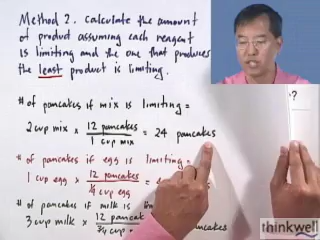 Method 2. Calculate the amount
of product assuming each reagent
is limiting and the one that produces
the least product is limiting.
# of pancakes if mix is limiting =
2 cup mix × 12 pancakes / 1 cup mix = 24 pancakes
# of pancakes if egg is limiting =
1 cup egg × 12 pancakes / ¼ cup egg =
# of pancakes if milk is
3 cup milk × 12 pancak / ¾ cup
?
thinkwell